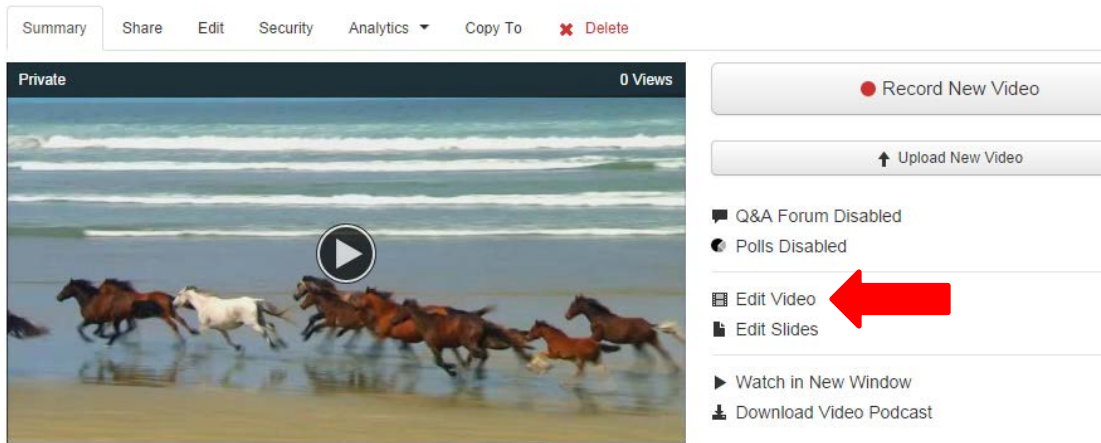 Summary Share Edit Security Analytics Copy To Delete
Private 0 Views
Record New Video
Upload New Video
Q&A Forum Disabled
Polls Disabled
Edit Video
Edit Slides
Watch in New Window
Download Video Podcast